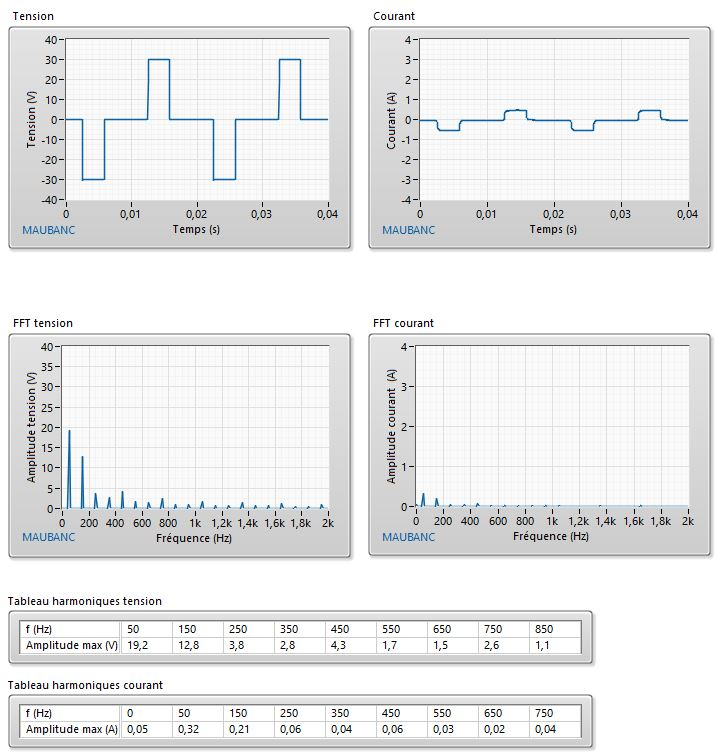 Tension
Courant
40
30
20
10
0
-10
-20
-30
-40
Tension (V)
0 0,01 0,02 0,03 0,04
Temps (s)
MAUBANC
4
3
2
1
0
-1
-2
-3
-4
Courant (A)
0 0,01 0,02 0,03 0,04
Temps (s)
MAUBANC
FFT tension
FFT courant
40
35
30
25
20
15
10
5
0
Amplitude tension (V)
0 200 400 600 800 1k 1,2k 1,4k 1,6k 1,8k 2k
Fréquence (Hz)
MAUBANC
4
3
2
1
0
Amplitude courant (A)
0 200 400 600 800 1k 1,2k 1,4k 1,6k 1,8k 2k
Fréquence (Hz)
MAUBANC
Tableau harmoniques tension
f (Hz) 50 150 250 350 450 550 650 750 850
Amplitude max (V) 19,2 12,8 3,8 2,8 4,3 1,7 1,5 2,6 1,1
Tableau harmoniques courant
f (Hz) 0 50 150 250 350 450 550 650 750
Amplitude max (A) 0,05 0,32 0,21 0,06 0,04 0,06 0,03 0,02 0,04